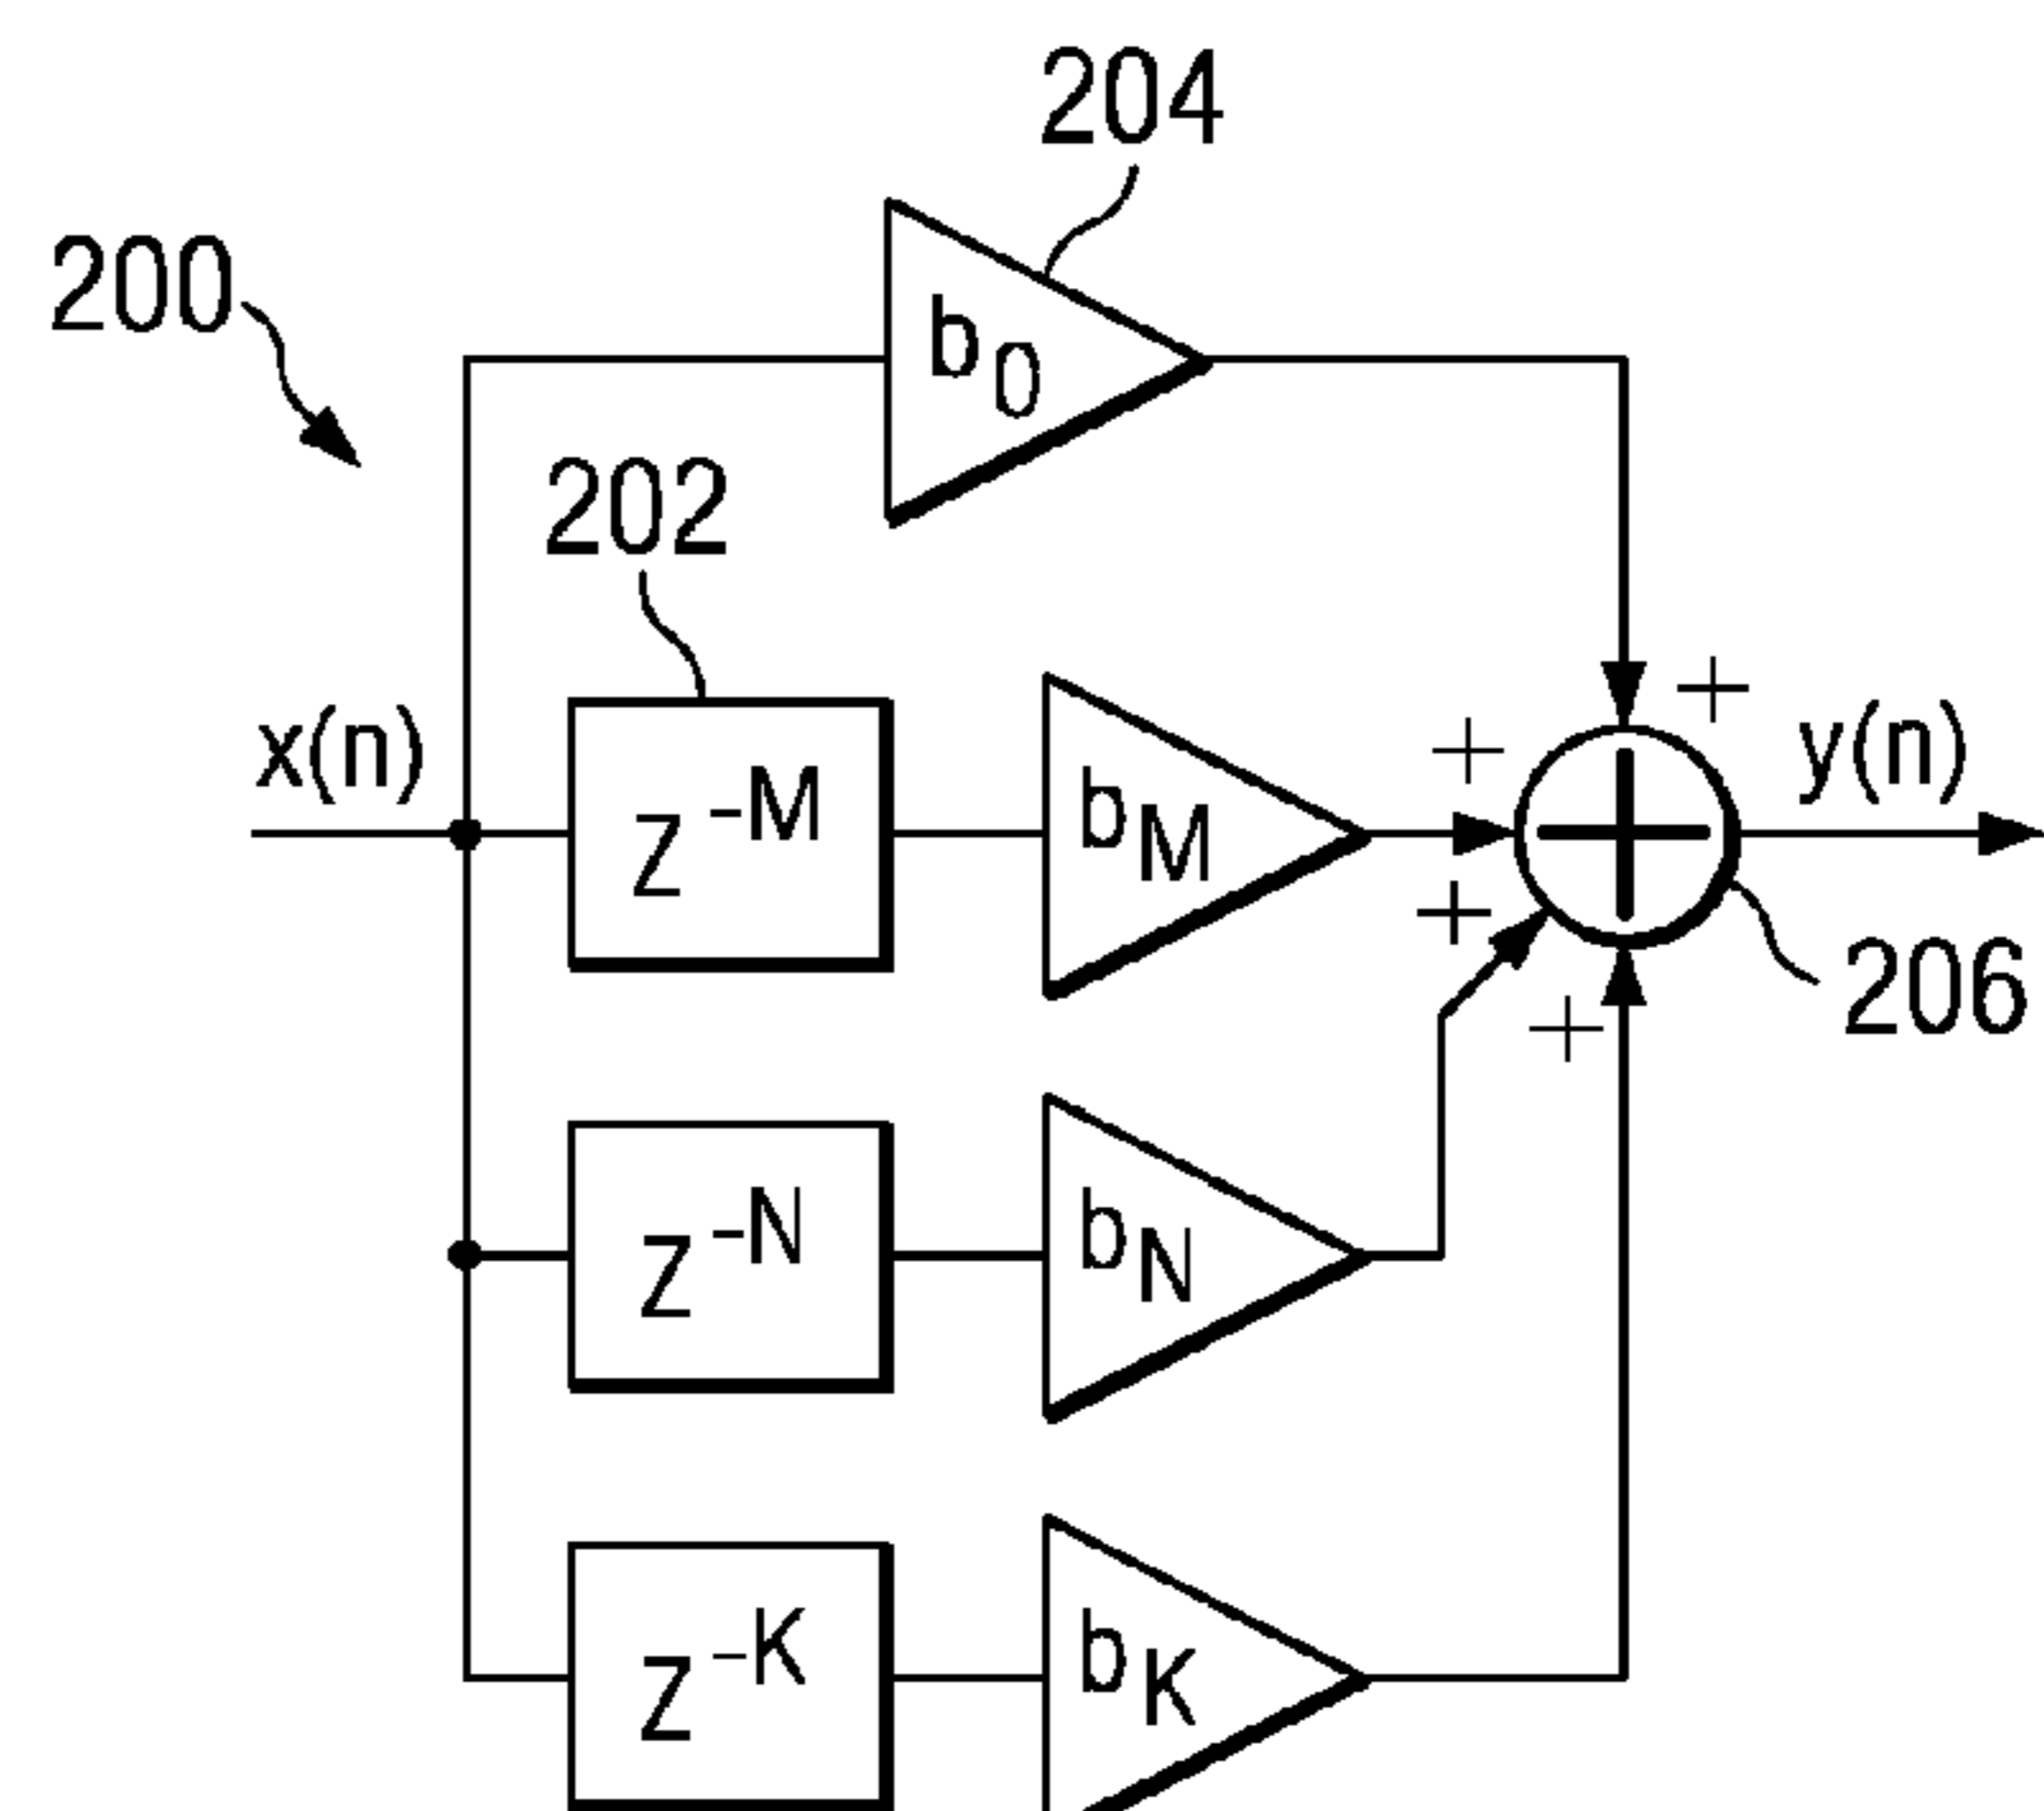 204
200
b0
202
x(n)
Z-M
bM
+
+
+
+
+
y(n)
206
Z-N
bN
Z-K
bK